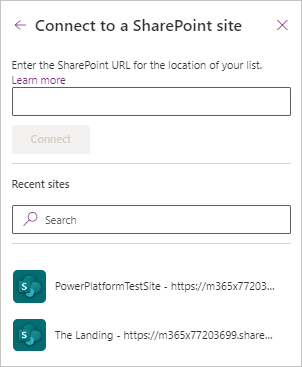 Connect to a SharePoint site
Enter the SharePoint URL for the location of your list.
Learn more
Connect
Recent sites
Search
S
PowerPlatformTestSite - https://m365x77203...
S
The Landing - https://m365x77203699.share...